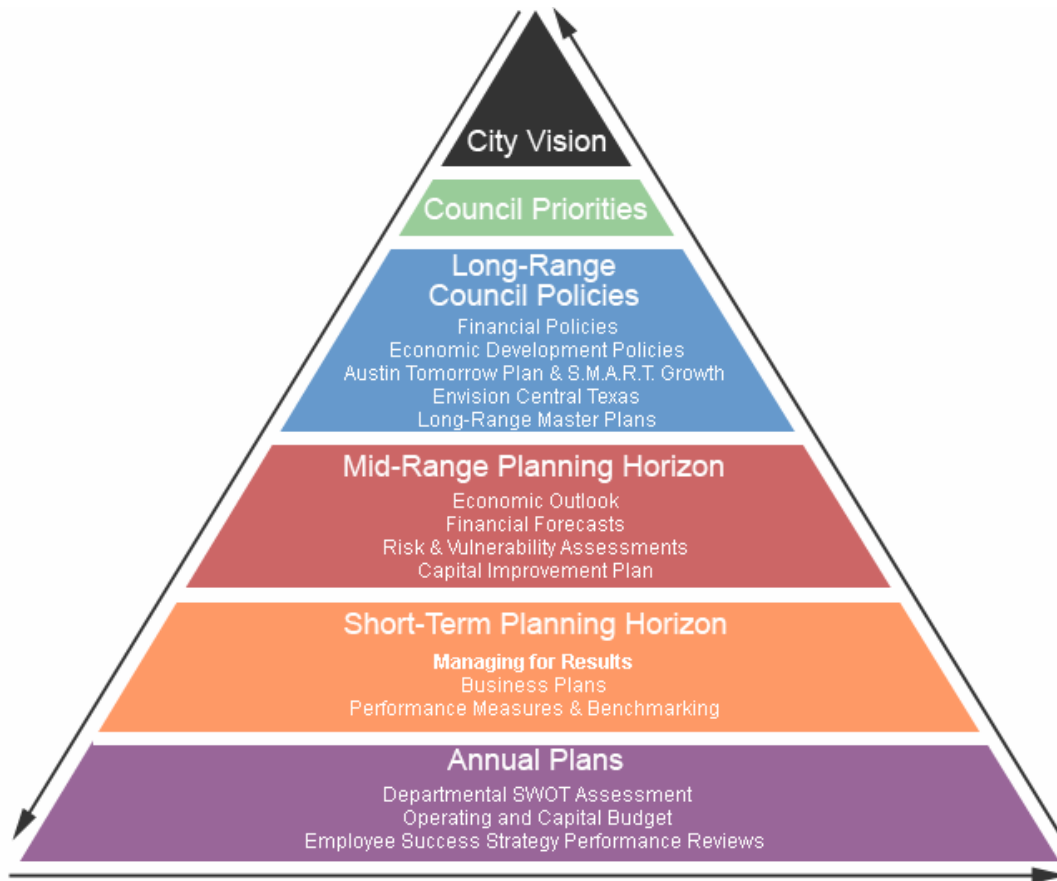 City Vision
Council Priorities
Long-Range
Council Policies
Financial Policies
Economic Development Policies
Austin Tomorrow Plan & S.M.A.R.T. Growth
Envision Central Texas
Long-Range Master Plans
Mid-Range Planning Horizon
Economic Outlook
Financial Forecasts
Risk & Vulnerability Assessments
Capital Improvement Plan
Short-Term Planning Horizon
Managing for Results
Business Plans
Performance Measures & Benchmarking
Annual Plans
Departmental SWOT Assessment
Operating and Capital Budget
Employee Success Strategy Performance Reviews